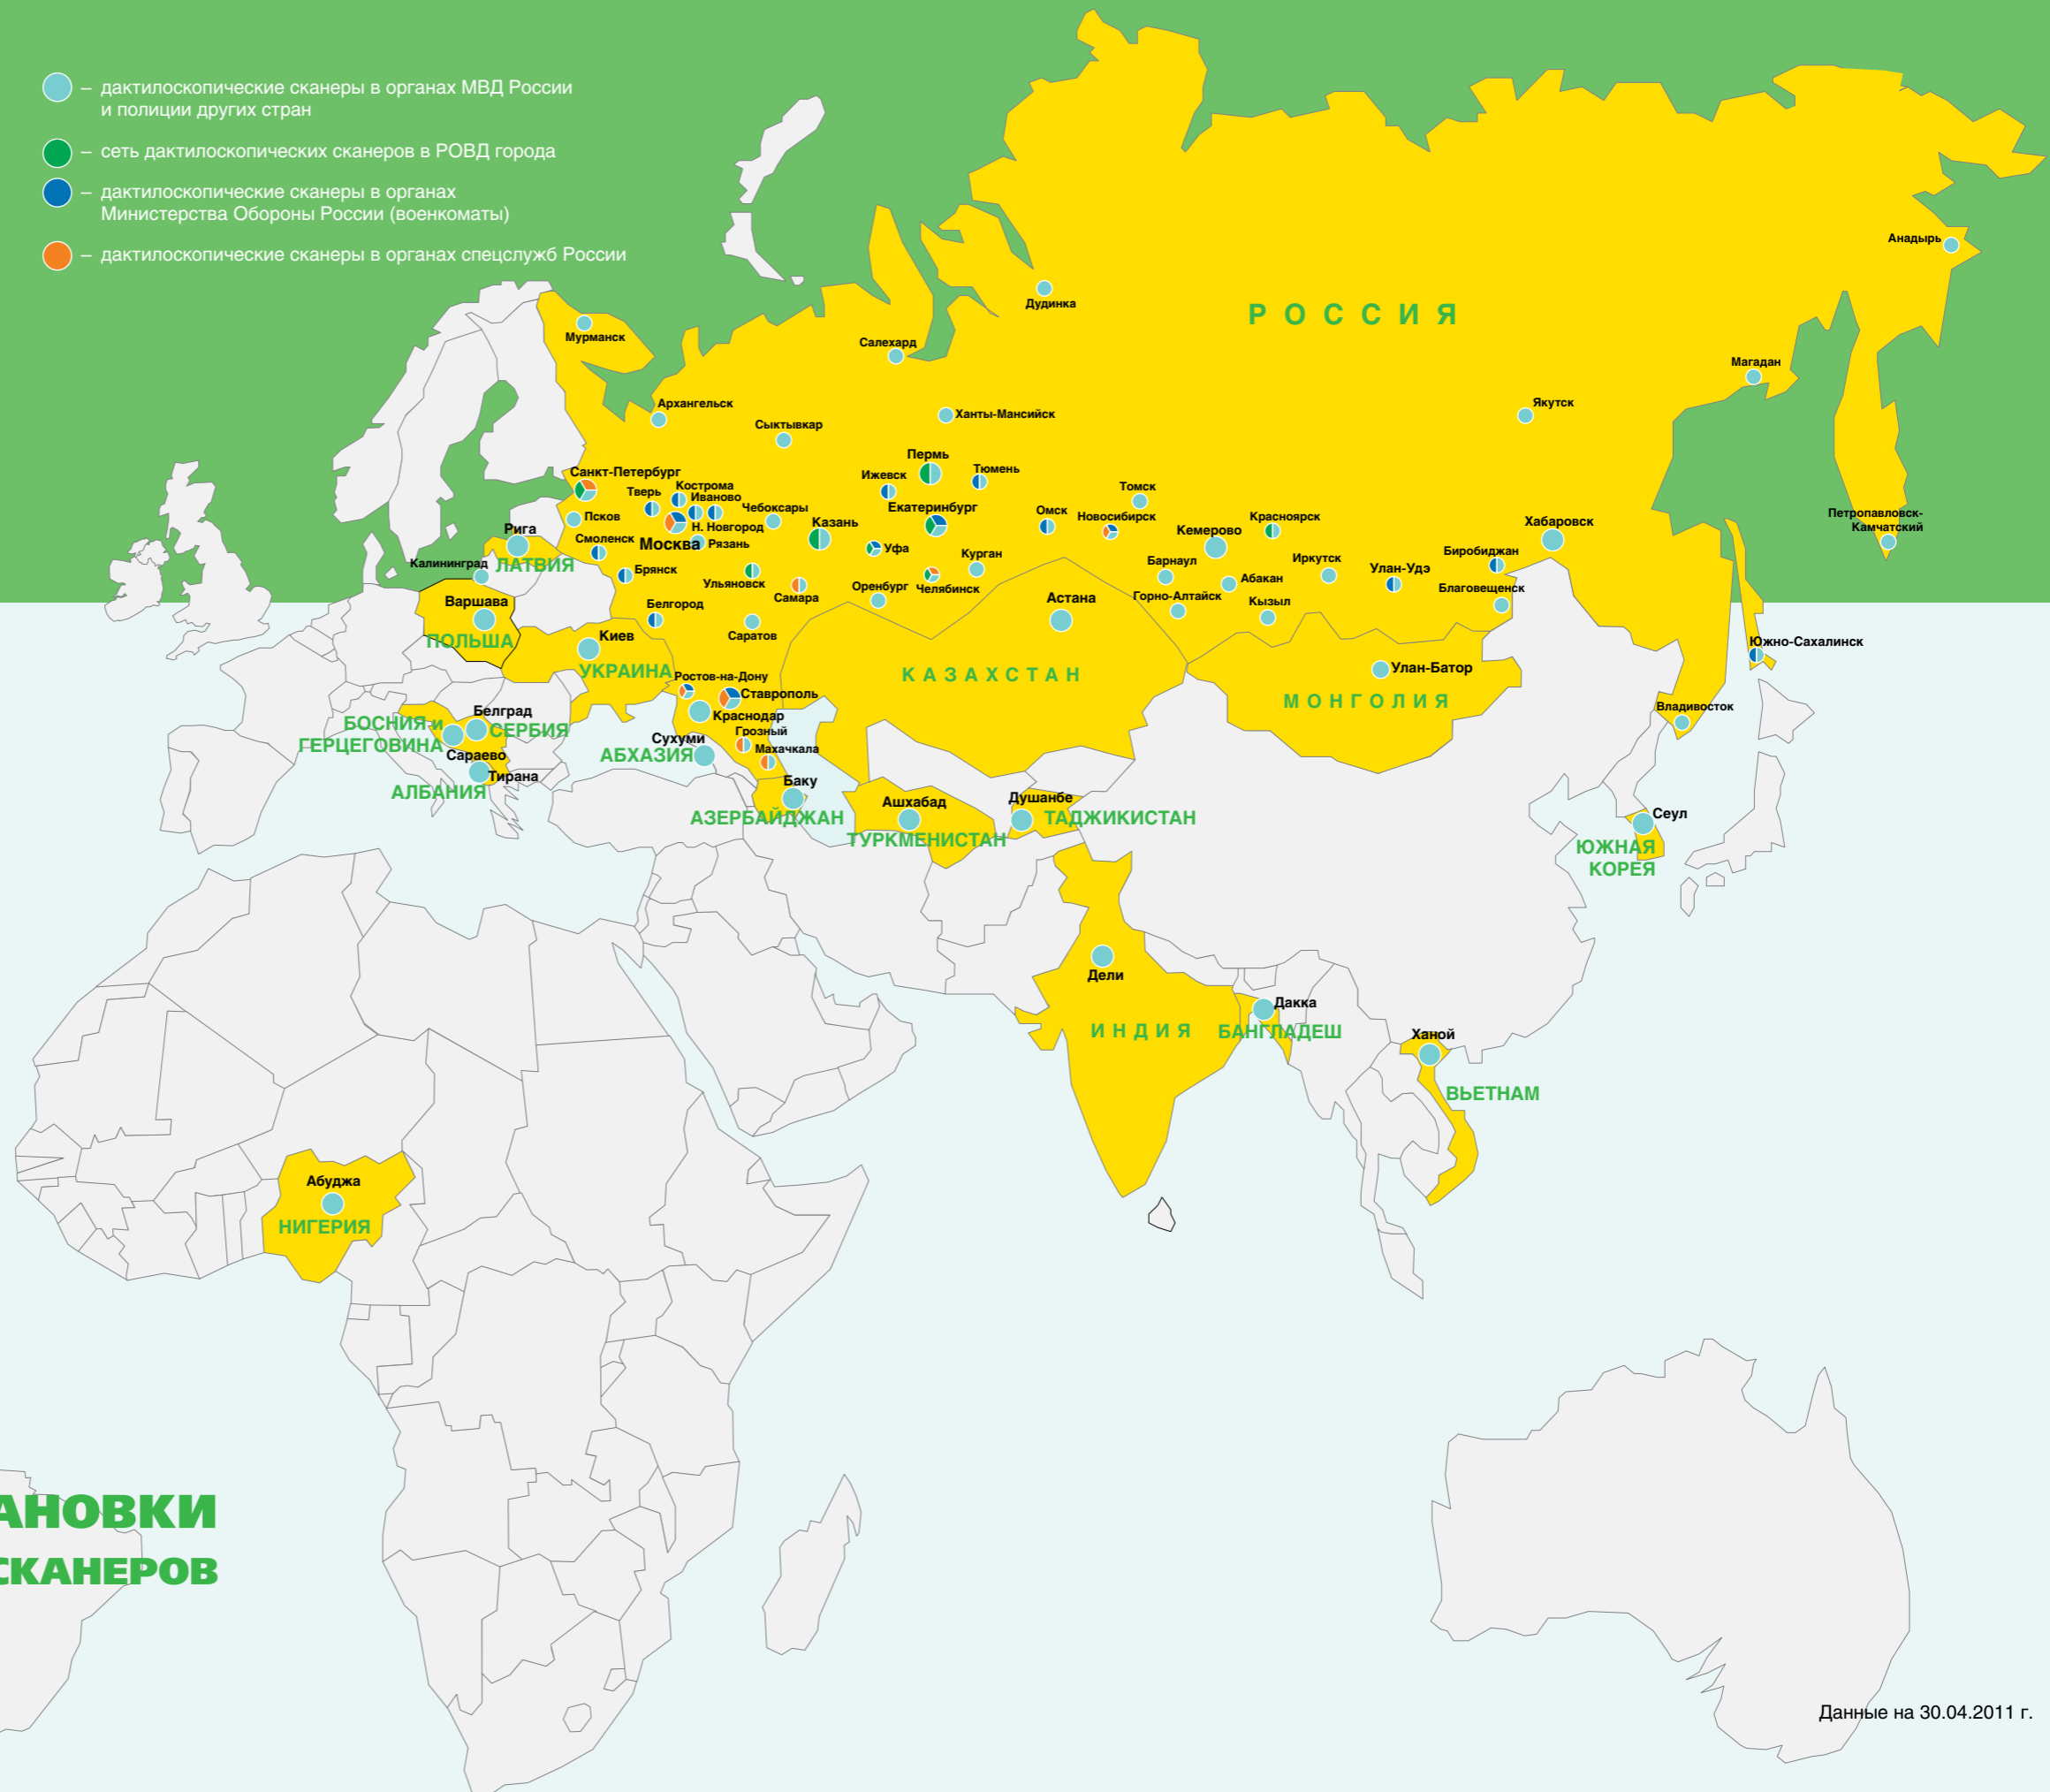 – дактилоскопические сканеры в органах МВД России
и полиции других стран
– сеть дактилоскопических сканеров в РОВД города
– дактилоскопические сканеры в органах
Министерства Обороны России (военкоматы)
– дактилоскопические сканеры в органах спецслужб России
Анадырь
Дудинка
РОССИЯ
Мурманск
Салехард
Магадан
Архангельск
Ханты-Мансийск
Якутск
Сыктывкар
Пермь
Санкт-Петербург
Ижевск
Тюмень
Кострома
Тверь
Иваново
Томск
Чебоксары
Екатеринбург
Омск
Новосибирск
Красноярск
Петропавловск-
Камчатский
Псков
Казань
Хабаровск
Рига
Н. Новгород
Кемерово
Смоленск
Москва
Рязань
Уфа
Курган
Биробиджан
Калининград
ЛАТВИЯ
Брянск
Барнаул
Иркутск
Улан-Удэ
Ульяновск
Самара
Оренбург
Челябинск
Абакан
Благовещенск
Варшава
Белгород
Астана
Горно-Алтайск
Кызыл
ПОЛЬША
Киев
Саратов
Южно-Сахалинск
УКРАИНА
КАЗАХСТАН
Улан-Батор
Ростов-на-Дону
Ставрополь
МОНГОЛИЯ
Владивосток
Белград
Краснодар
БОСНИЯ и
ГЕРЦЕГОВИНА
СЕРБИЯ
Грозный
Сухуми
Махачкала
АБХАЗИЯ
Сараево
Тирана
АЛБАНИЯ
Баку
АЗЕРБАЙДЖАН
Ашхабад
ТУРКМЕНИСТАН
Душанбе
ТАДЖИКИСТАН
Сеул
ЮЖНАЯ
КОРЕЯ
Дели
Дакка
ИНДИЯ
БАНГЛАДЕШ
Ханой
ВЬЕТНАМ
Абуджа
НИГЕРИЯ
АНОВКИ
СКАНЕРОВ
Данные на 30.04.2011 г.